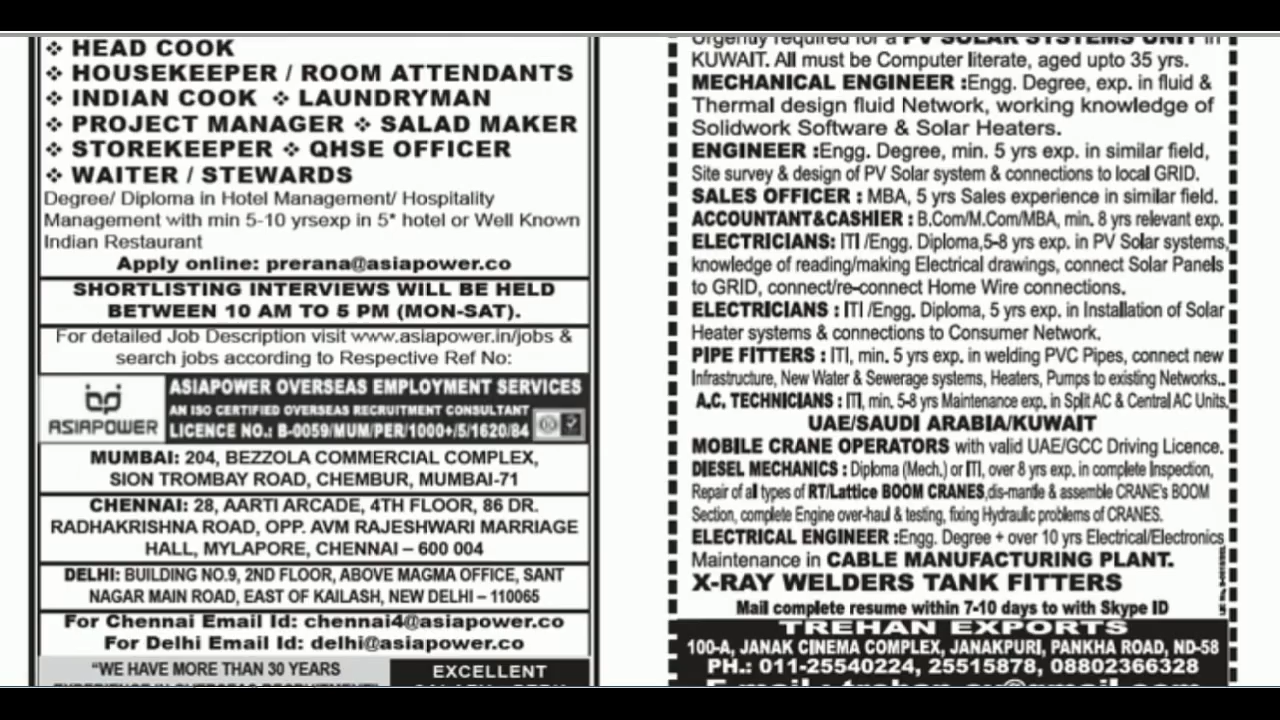 ❖ HEAD COOK
❖ HOUSEKEEPER / ROOM ATTENDANTS
❖ INDIAN COOK ❖ LAUNDRYMAN
❖ PROJECT MANAGER ❖ SALAD MAKER
❖ STOREKEEPER ❖ QHSE OFFICER
❖ WAITER / STEWARDS
Degree/ Diploma in Hotel Management/ Hospitality
Management with min 5-10 yrsexp in 5* hotel or Well Known
Indian Restaurant
Apply online: prerana@asiapower.co
SHORTLISTING INTERVIEWS WILL BE HELD
BETWEEN 10 AM TO 5 PM (MON-SAT).
For detailed Job Description visit www.asiapower.in/jobs &
search jobs according to Respective Ref No:
ASIAPOWER
ASIAPOWER OVERSEAS EMPLOYMENT SERVICES
AN ISO CERTIFIED OVERSEAS RECRUITMENT CONSULTANT
LICENCE NO.: B-0059/MUM/PER/1000+/5/1620/84
MUMBAI: 204, BEZZOLA COMMERCIAL COMPLEX,
SION TROMBAY ROAD, CHEMBUR, MUMBAI-71
CHENNAI: 28, AARTI ARCADE, 4TH FLOOR, 86 DR.
RADHAKRISHNA ROAD, OPP. AVM RAJESHWARI MARRIAGE
HALL, MYLAPORE, CHENNAI – 600 004
DELHI: BUILDING NO.9, 2ND FLOOR, ABOVE MAGMA OFFICE, SANT
NAGAR MAIN ROAD, EAST OF KAILASH, NEW DELHI – 110065
For Chennai Email Id: chennai4@asiapower.co
For Delhi Email Id: delhi@asiapower.co
“WE HAVE MORE THAN 30 YEARS
EXPERIENCE IN OVERSEAS RECRUITMENT”
EXCELLENT
Urgently required for a PV SOLAR SYSTEMS UNIT in
KUWAIT. All must be Computer literate, aged upto 35 yrs.
MECHANICAL ENGINEER :Engg. Degree, exp. in fluid &
Thermal design fluid Network, working knowledge of
Solidwork Software & Solar Heaters.
ENGINEER :Engg. Degree, min. 5 yrs exp. in similar field,
Site survey & design of PV Solar system & connections to local GRID.
SALES OFFICER : MBA, 5 yrs Sales experience in similar field.
ACCOUNTANT&CASHIER : B.Com/M.Com/MBA, min. 8 yrs relevant exp.
ELECTRICIANS: ITI /Engg. Diploma,5-8 yrs exp. in PV Solar systems,
knowledge of reading/making Electrical drawings, connect Solar Panels
to GRID, connect/re-connect Home Wire connections.
ELECTRICIANS : ITI /Engg. Diploma, 5 yrs exp. in Installation of Solar
Heater systems & connections to Consumer Network.
PIPE FITTERS : ITI, min. 5 yrs exp. in welding PVC Pipes, connect new
Infrastructure, New Water & Sewerage systems, Heaters, Pumps to existing Networks..
A.C. TECHNICIANS : ITI, min. 5-8 yrs Maintenance exp. in Split AC & Central AC Units.
UAE/SAUDI ARABIA/KUWAIT
MOBILE CRANE OPERATORS with valid UAE/GCC Driving Licence.
DIESEL MECHANICS : Diploma (Mech.) or ITI, over 8 yrs exp. in complete Inspection,
Repair of all types of RT/Lattice BOOM CRANES,dis-mantle & assemble CRANE's BOOM
Section, complete Engine over-haul & testing, fixing Hydraulic problems of CRANES.
ELECTRICAL ENGINEER :Engg. Degree + over 10 yrs Electrical/Electronics
Maintenance in CABLE MANUFACTURING PLANT.
X-RAY WELDERS TANK FITTERS
Mail complete resume within 7-10 days to with Skype ID
TREHAN EXPORTS
100-A, JANAK CINEMA COMPLEX, JANAKPURI, PANKHA ROAD, ND-58
PH.: 011-25540224, 25515878, 08802366328